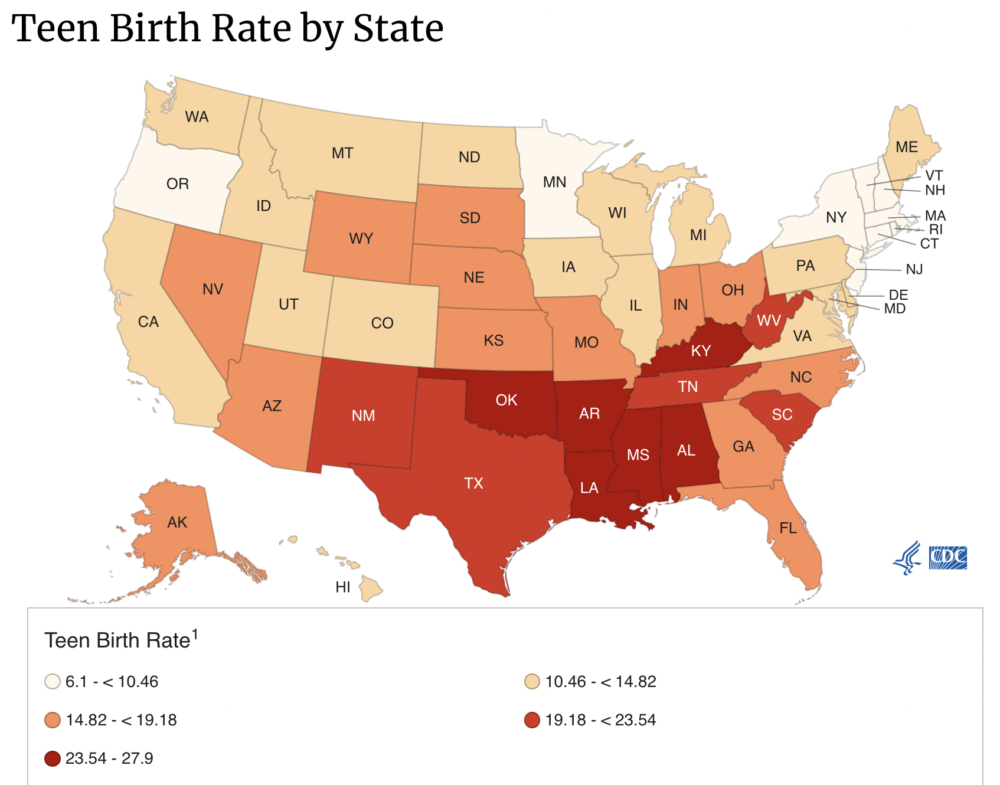 Teen Birth Rate by State
WA
MT
ND
ME
OR
MN
VT
NH
ID
WI
SD
NY
MA
RI
WY
MI
CT
IA
PA
NJ
NE
NV
OH
DE
UT
IL
IN
MD
CA
CO
WV
KS
MO
VA
KY
NC
TN
OK
AZ
NM
AR
SC
GA
MS
AL
TX
LA
AK
FL
CDC
HI
Teen Birth Rate1
6.1 - < 10.46
10.46 - < 14.82
14.82 - < 19.18
19.18 - < 23.54
23.54 - 27.9